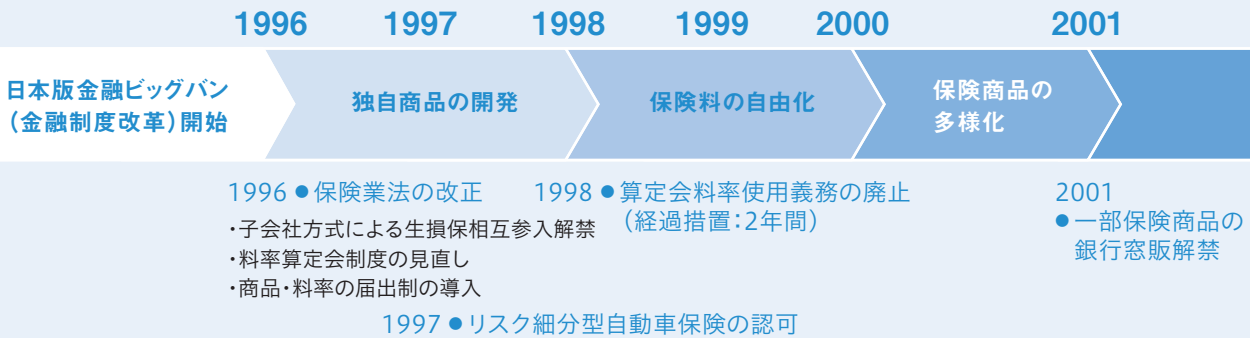 1996 1997 1998 1999 2000 2001
日本版金融ビッグバン
（金融制度改革）開始
独自商品の開発
保険料の自由化
保険商品の
多様化
1996 ●保険業法の改正
・子会社方式による生損保相互参入解禁
・料率算定会制度の見直し
・商品・料率の届出制の導入
1997 ●リスク細分型自動車保険の認可
1998 ●算定会料率使用義務の廃止
（経過措置：2年間）
2001
●一部保険商品の
銀行窓販解禁